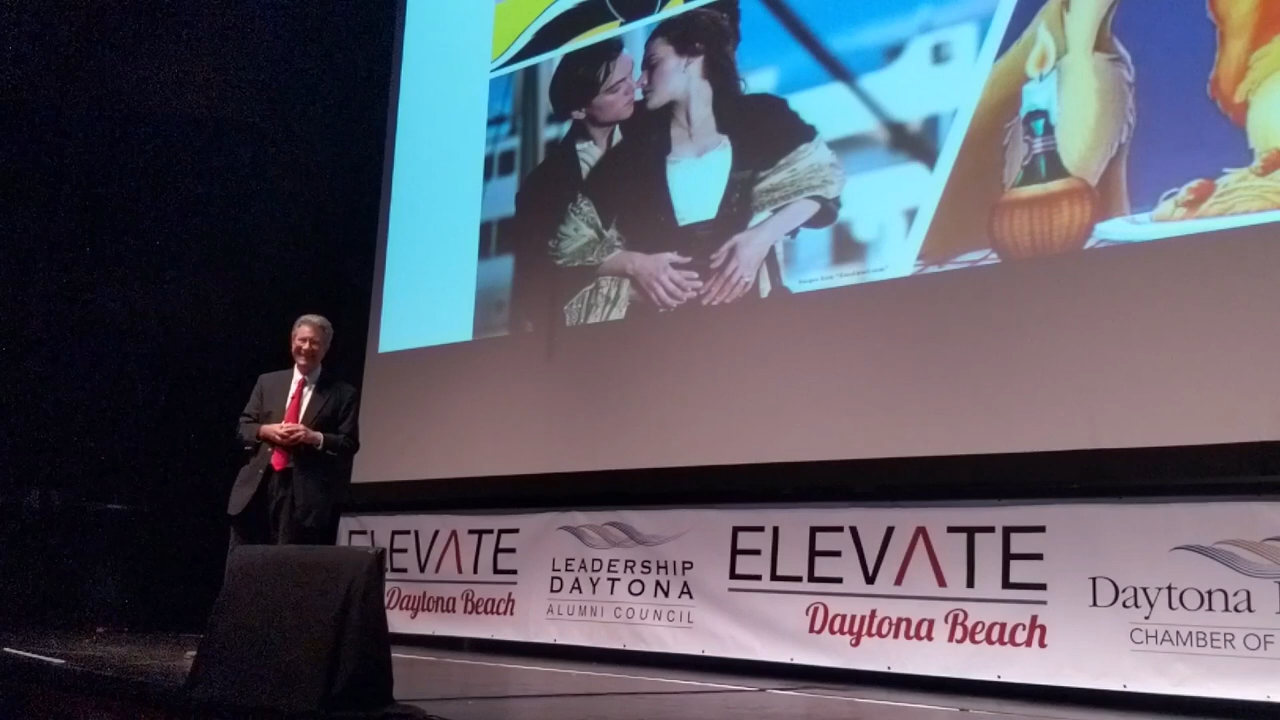 ELEVATE
Daytona Beach
LEADERSHIP
DAYTONA
ALUMNI COUNCIL
ELEVATE
Daytona Beach
Daytona
CHAMBER OF